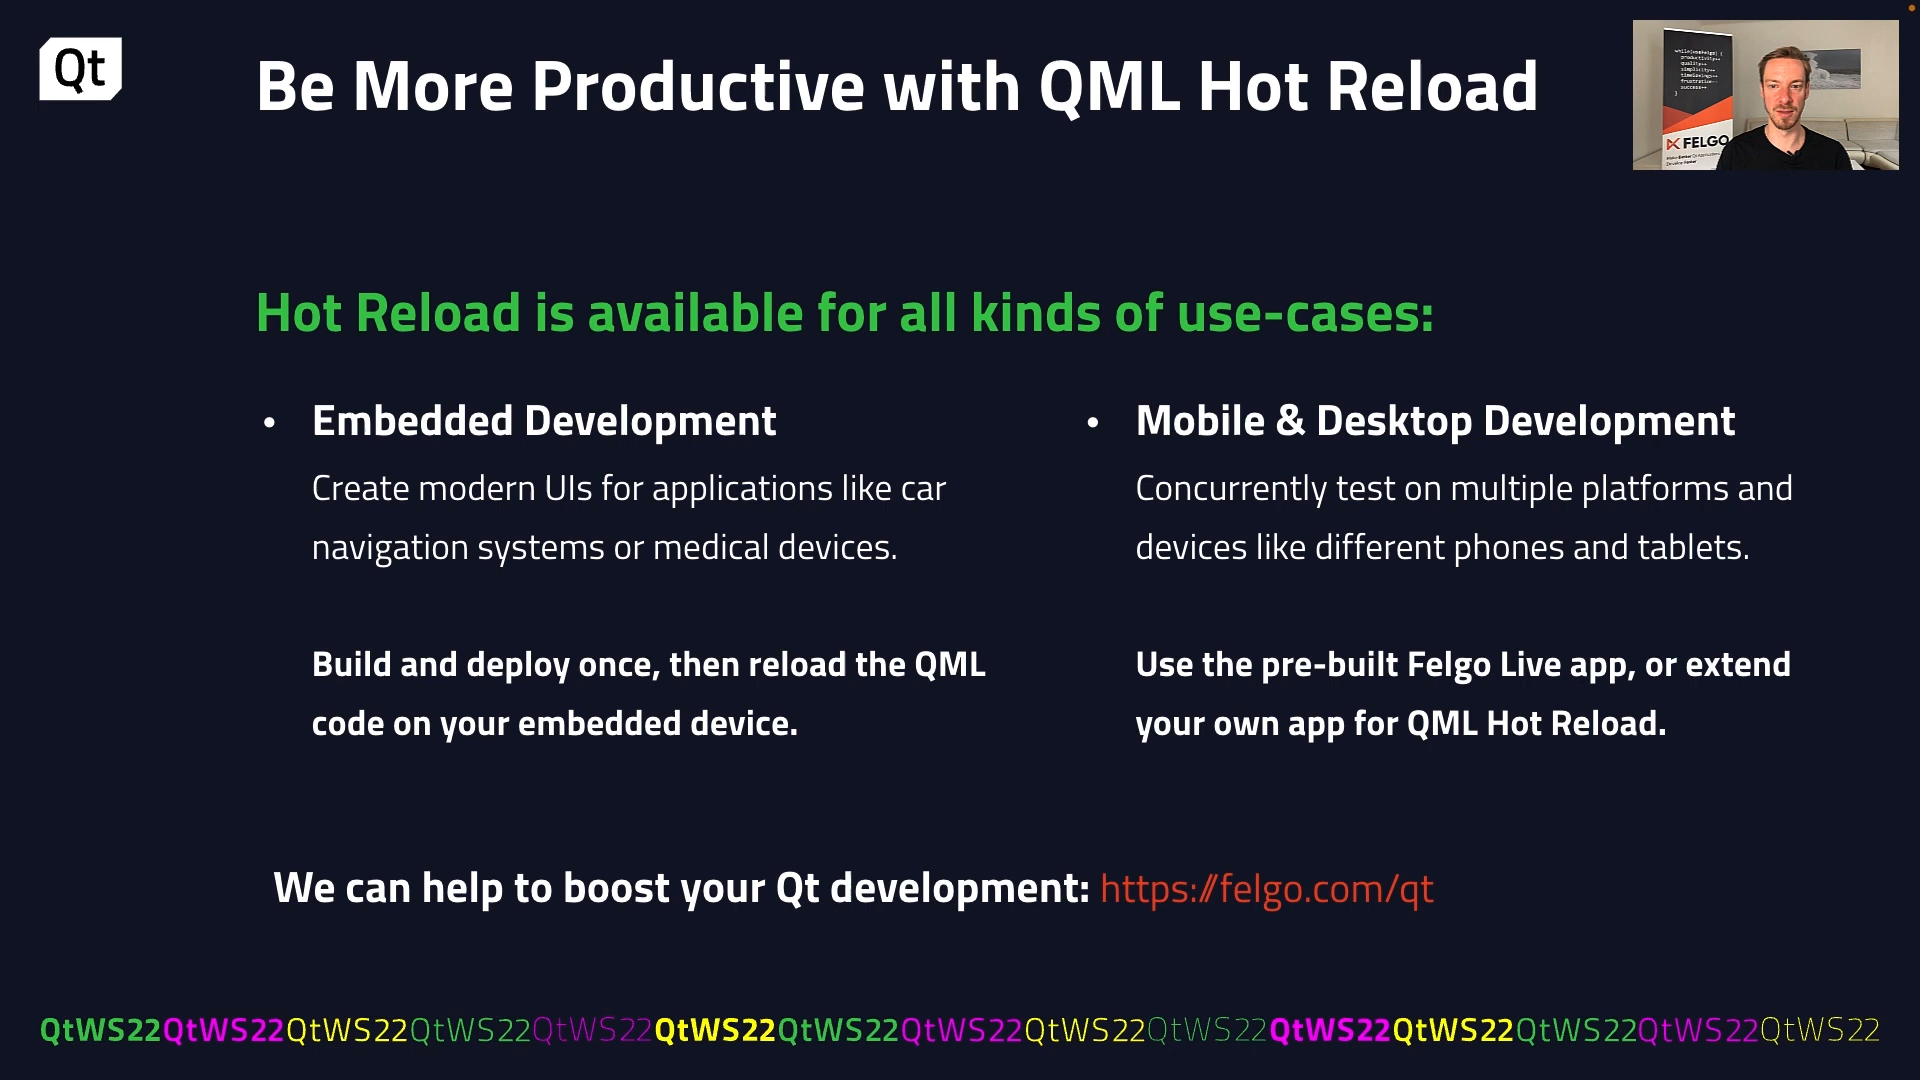 Qt
Be More Productive with QML Hot Reload
FELGO
Hot Reload is available for all kinds of use-cases:
• Embedded Development
Create modern UIs for applications like car
navigation systems or medical devices.
Build and deploy once, then reload the QML
code on your embedded device.
• Mobile & Desktop Development
Concurrently test on multiple platforms and
devices like different phones and tablets.
Use the pre-built Felgo Live app, or extend
your own app for QML Hot Reload.
We can help to boost your Qt development: https://felgo.com/qt
QtWS22QtWS22QtWS22QtWS22QtWS22QtWS22QtWS22QtWS22QtWS22QtWS22QtWS22QtWS22QtWS22QtWS22QtWS22